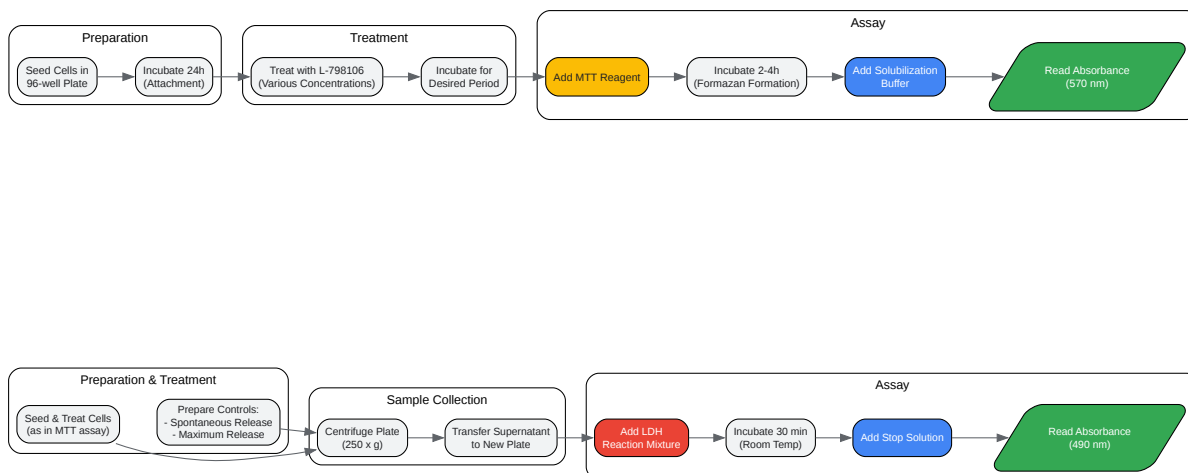 Preparation
Seed Cells in
96-well Plate
Incubate 24h
(Attachment)
Treatment
Treat with L-798106
(Various Concentrations)
Incubate for
Desired Period
Assay
Add MTT Reagent
Incubate 2-4h
(Formazan Formation)
Add Solubilization
Buffer
Read Absorbance
(570 nm)
Preparation & Treatment
Seed & Treat Cells
(as in MTT assay)
Prepare Controls:
- Spontaneous Release
- Maximum Release
Sample Collection
Centrifuge Plate
(250 x g)
Transfer Supernatant
to New Plate
Assay
Add LDH
Reaction Mixture
Incubate 30 min
(Room Temp)
Add Stop Solution
Read Absorbance
(490 nm)